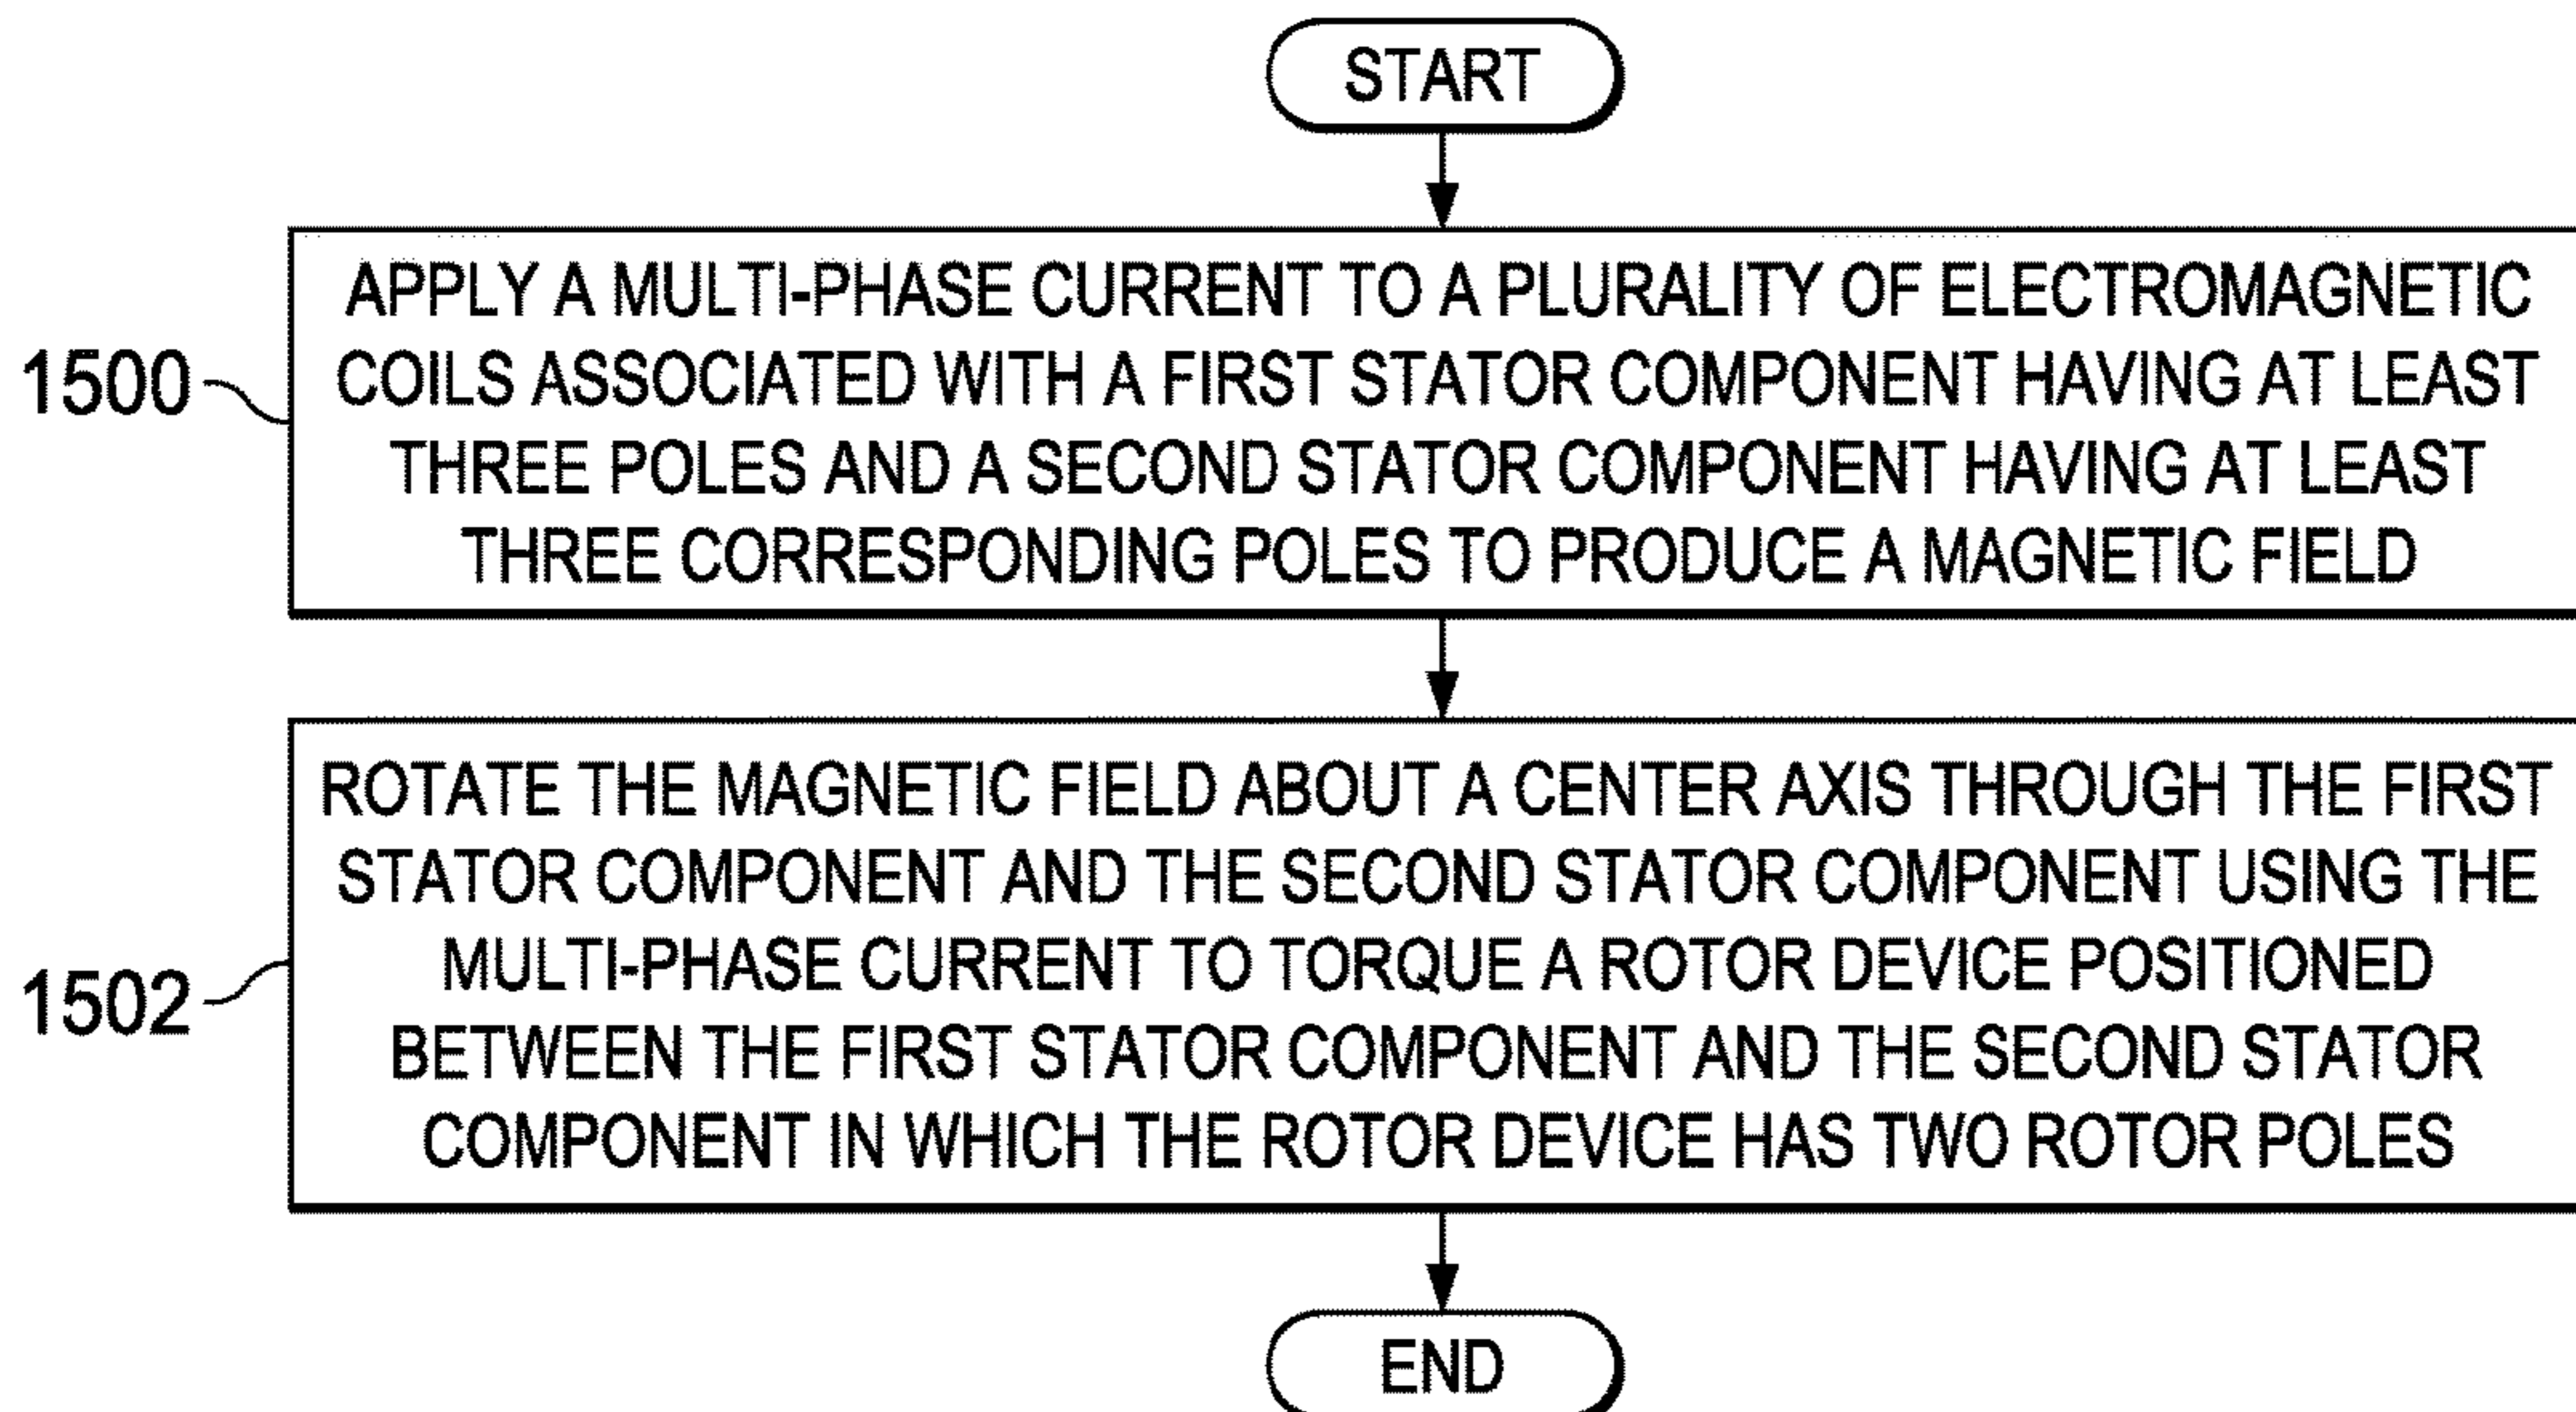 START
APPLY A MULTI-PHASE CURRENT TO A PLURALITY OF ELECTROMAGNETIC
COILS ASSOCIATED WITH A FIRST STATOR COMPONENT HAVING AT LEAST
THREE POLES AND A SECOND STATOR COMPONENT HAVING AT LEAST
THREE CORRESPONDING POLES TO PRODUCE A MAGNETIC FIELD
1500
ROTATE THE MAGNETIC FIELD ABOUT A CENTER AXIS THROUGH THE FIRST
STATOR COMPONENT AND THE SECOND STATOR COMPONENT USING THE
MULTI-PHASE CURRENT TO TORQUE A ROTOR DEVICE POSITIONED
BETWEEN THE FIRST STATOR COMPONENT AND THE SECOND STATOR
COMPONENT IN WHICH THE ROTOR DEVICE HAS TWO ROTOR POLES
1502
END